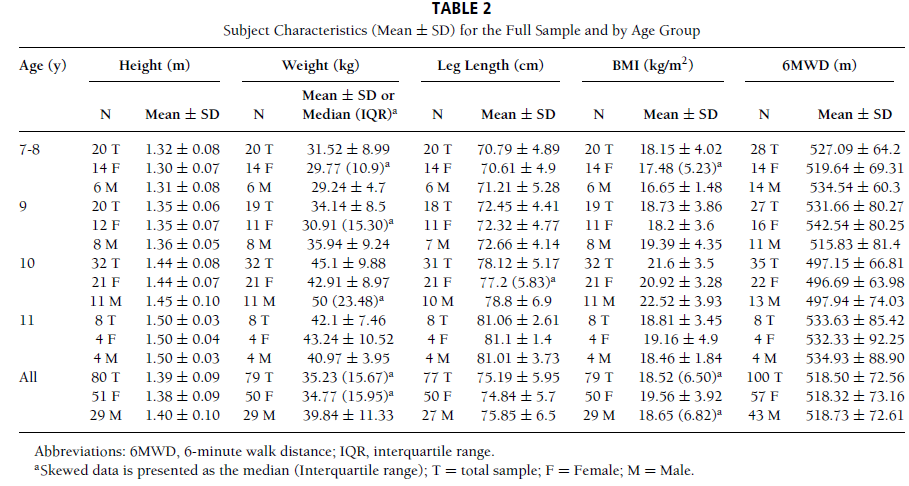 TABLE 2
Subject Characteristics (Mean ± SD) for the Full Sample and by Age Group
Age (y) Height (m) Weight (kg) Leg Length (cm) BMI (kg/m²) 6MWD (m)
N Mean ± SD N Mean ± SD or Median (IQR)ᵃ N Mean ± SD N Mean ± SD N Mean ± SD
7-8 20 T 1.32 ± 0.08 20 T 31.52 ± 8.99 20 T 70.79 ± 4.89 20 T 18.15 ± 4.02 28 T 527.09 ± 64.2
14 F 1.30 ± 0.07 14 F 29.77 (10.9)ᵃ 14 F 70.61 ± 4.9 14 F 17.48 (5.23)ᵃ 14 F 519.64 ± 69.31
6 M 1.31 ± 0.08 6 M 29.24 ± 4.7 6 M 71.21 ± 5.28 6 M 16.65 ± 1.48 14 M 534.54 ± 60.3
9 20 T 1.35 ± 0.06 19 T 34.14 ± 8.5 18 T 72.45 ± 4.41 19 T 18.73 ± 3.86 27 T 531.66 ± 80.27
12 F 1.35 ± 0.07 11 F 30.91 (15.30)ᵃ 11 F 72.32 ± 4.77 11 F 18.2 ± 3.6 16 F 542.54 ± 80.25
8 M 1.36 ± 0.05 8 M 35.94 ± 9.24 7 M 72.66 ± 4.14 8 M 19.39 ± 4.35 11 M 515.83 ± 81.4
10 32 T 1.44 ± 0.08 32 T 45.1 ± 9.88 31 T 78.12 ± 5.17 32 T 21.6 ± 3.5 35 T 497.15 ± 66.81
21 F 1.44 ± 0.07 21 F 42.91 ± 8.97 21 F 77.2 (5.83)ᵃ 21 F 20.92 ± 3.28 22 F 496.69 ± 63.98
11 M 1.45 ± 0.10 11 M 50 (23.48)ᵃ 10 M 78.8 ± 6.9 11 M 22.52 ± 3.93 13 M 497.94 ± 74.03
11 8 T 1.50 ± 0.03 8 T 42.1 ± 7.46 8 T 81.06 ± 2.61 8 T 18.81 ± 3.45 8 T 533.63 ± 85.42
4 F 1.50 ± 0.04 4 F 43.24 ± 10.52 4 F 81.1 ± 1.4 4 F 19.16 ± 4.9 4 F 532.33 ± 92.25
4 M 1.50 ± 0.03 4 M 40.97 ± 3.95 4 M 81.01 ± 3.73 4 M 18.46 ± 1.84 4 M 534.93 ± 88.90
All 80 T 1.39 ± 0.09 79 T 35.23 (15.67)ᵃ 77 T 75.19 ± 5.95 79 T 18.52 (6.50)ᵃ 100 T 518.50 ± 72.56
51 F 1.38 ± 0.09 50 F 34.77 (15.95)ᵃ 50 F 74.84 ± 5.7 50 F 19.56 ± 3.92 57 F 518.32 ± 73.16
29 M 1.40 ± 0.10 29 M 39.84 ± 11.33 27 M 75.85 ± 6.5 29 M 18.65 (6.82)ᵃ 43 M 518.73 ± 72.61
Abbreviations: 6MWD, 6-minute walk distance; IQR, interquartile range.
ᵃSkewed data is presented as the median (Interquartile range); T = total sample; F = Female; M = Male.